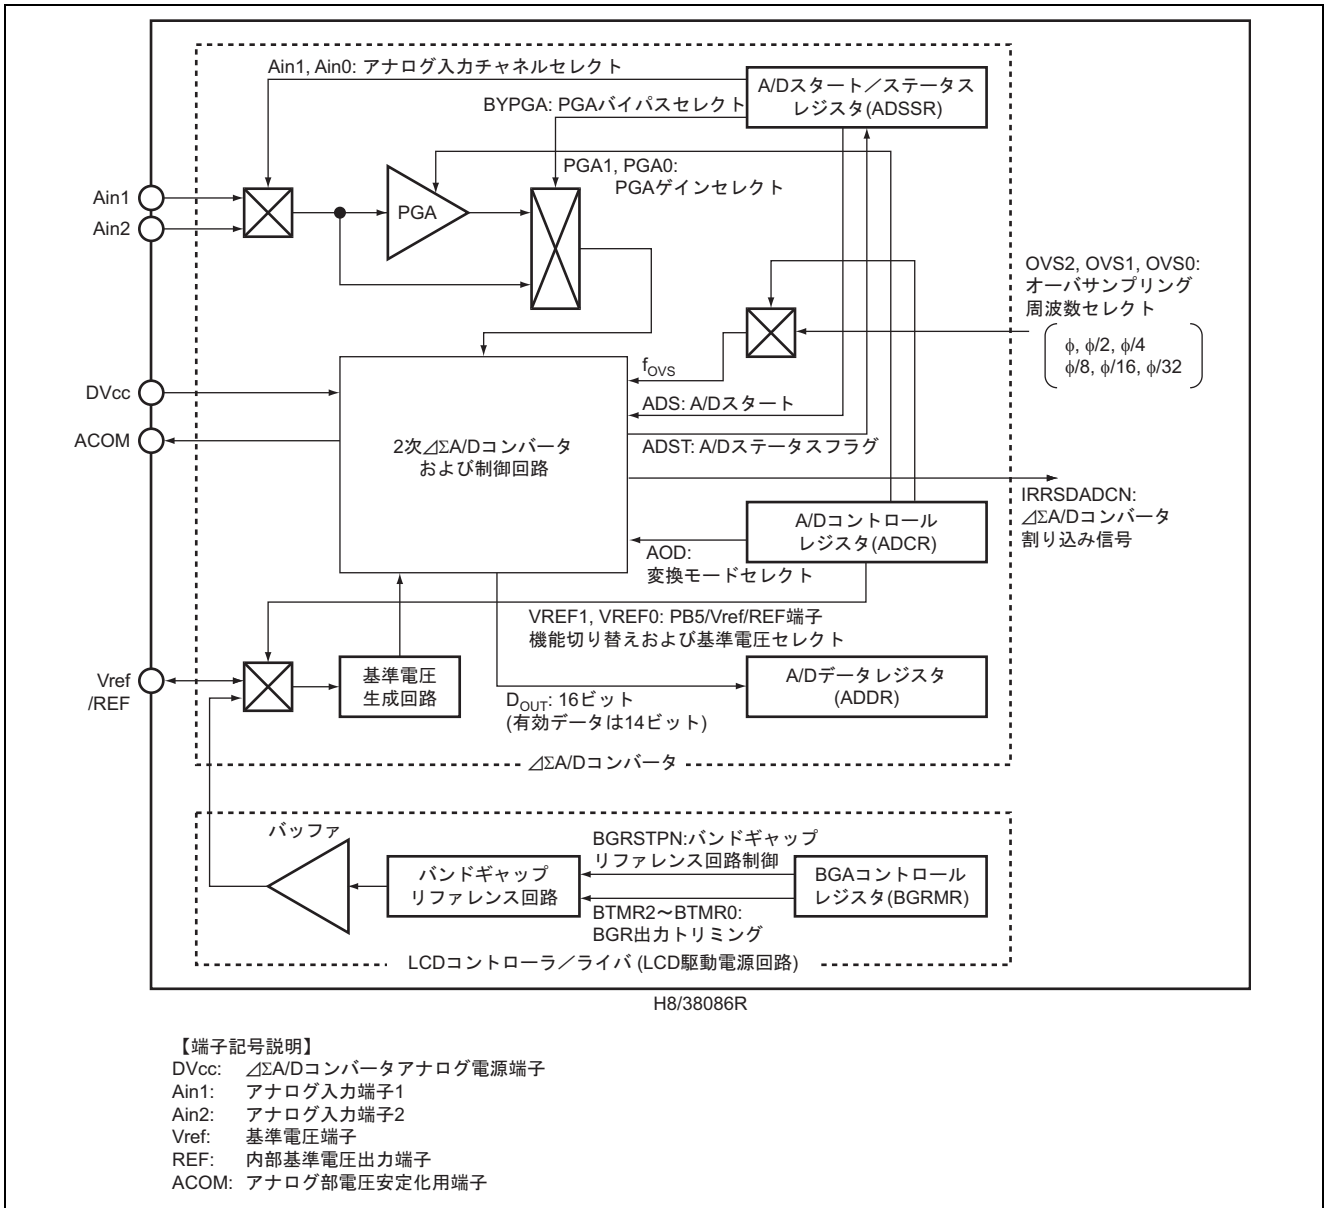 Ain1, Ain0: アナログ入力チャネルセレクト
A/Dスタート／ステータス
レジスタ(ADSSR)
BYPGA: PGAバイパスセレクト
PGA1, PGA0:
PGAゲインセレクト
Ain1
Ain2
PGA
OVS2, OVS1, OVS0:
オーバサンプリング
周波数セレクト
φ, φ/2, φ/4
φ/8, φ/16, φ/32
fOVS
DVcc
ADS: A/Dスタート
ACOM
ADST: A/Dステータスフラグ
2次⊿ΣA/Dコンバータ
および制御回路
IRRSDADCN:
⊿ΣA/Dコンバータ
割り込み信号
A/Dコントロール
レジスタ(ADCR)
AOD:
変換モードセレクト
VREF1, VREF0: PB5/Vref/REF端子
機能切り替えおよび基準電圧セレクト
Vref
/REF
基準電圧
生成回路
A/Dデータレジスタ
(ADDR)
DOUT: 16ビット
(有効データは14ビット)
⊿ΣA/Dコンバータ
バッファ
BGRSTPN:バンドギャップ
リファレンス回路制御
バンドギャップ
リファレンス回路
BGAコントロール
レジスタ(BGRMR)
BTMR2～BTMR0:
BGR出力トリミング
LCDコントローラ／ライバ (LCD駆動電源回路)
H8/38086R
【端子記号説明】
DVcc: ⊿ΣA/Dコンバータアナログ電源端子
Ain1: アナログ入力端子1
Ain2: アナログ入力端子2
Vref: 基準電圧端子
REF: 内部基準電圧出力端子
ACOM: アナログ部電圧安定化用端子